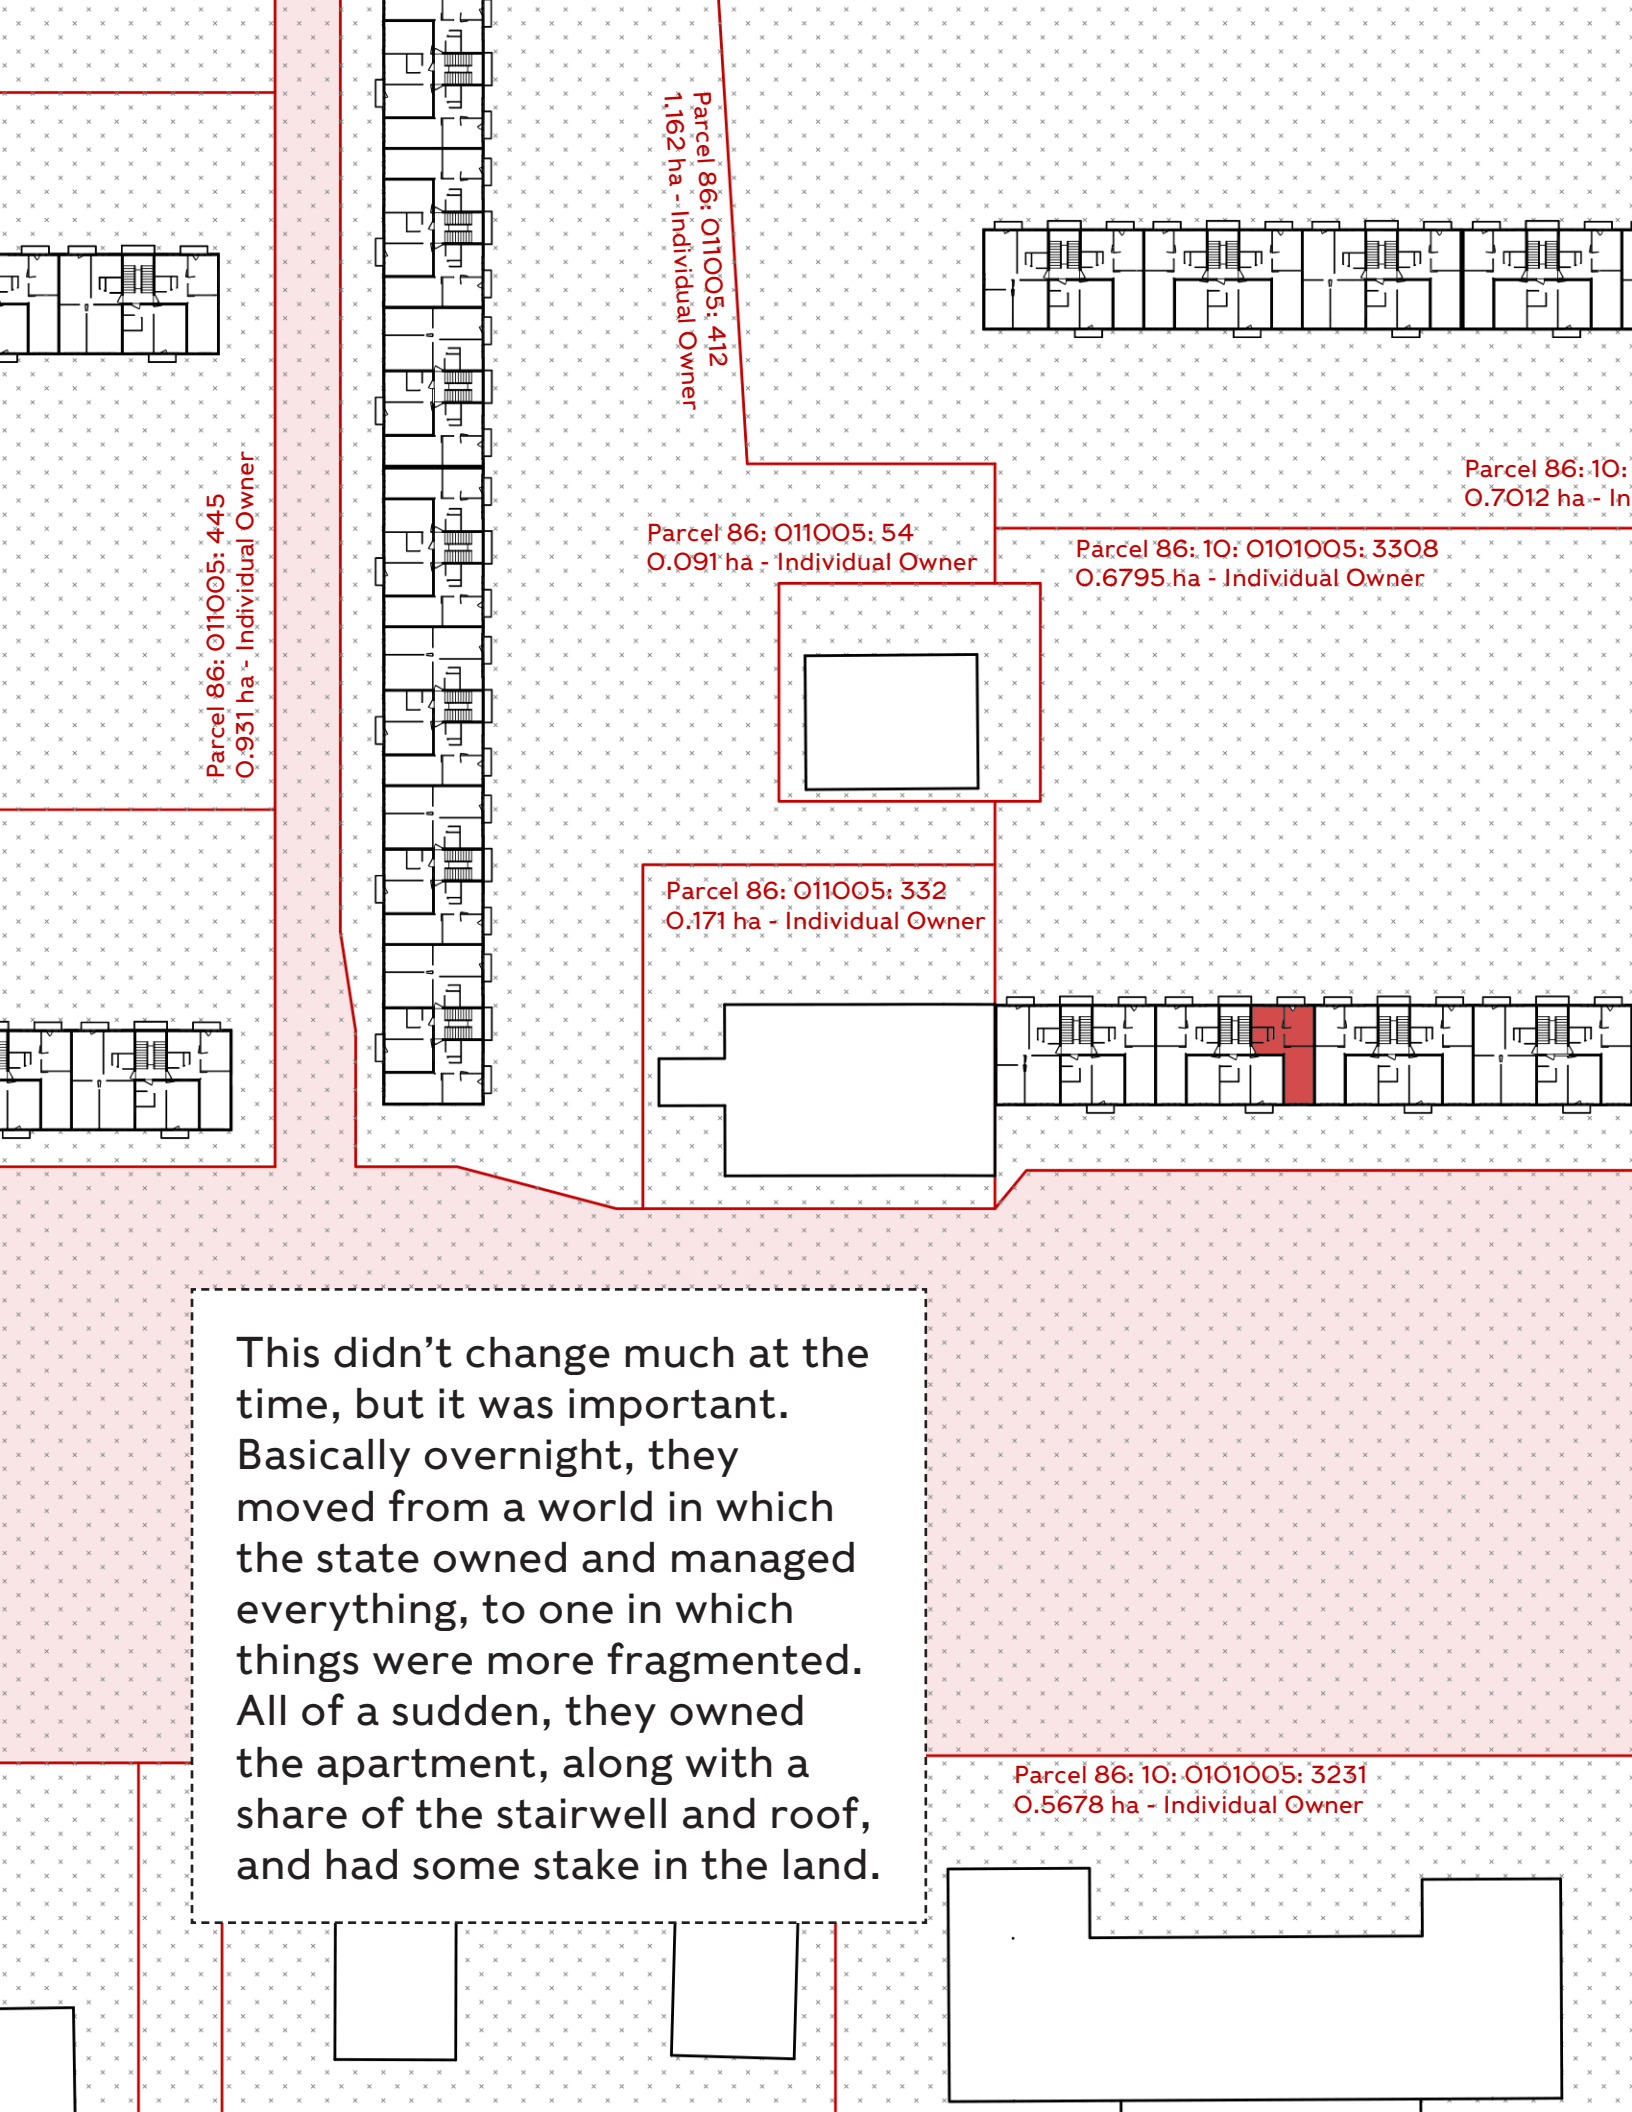 Parcel 86: 011005: 412
1.162 ha - Individual Owner
Parcel 86: 10:
0.7012 ha - In
Parcel 86: 011005: 445
0.931 ha - Individual Owner
Parcel 86: 011005: 54
0.091 ha - Individual Owner
Parcel 86: 10: 0101005: 3308
0.6795 ha - Individual Owner
Parcel 86: 011005: 332
0.171 ha - Individual Owner
This didn’t change much at the
time, but it was important.
Basically overnight, they
moved from a world in which
the state owned and managed
everything, to one in which
things were more fragmented.
All of a sudden, they owned
the apartment, along with a
share of the stairwell and roof,
and had some stake in the land.
Parcel 86: 10: 0101005: 3231
0.5678 ha - Individual Owner